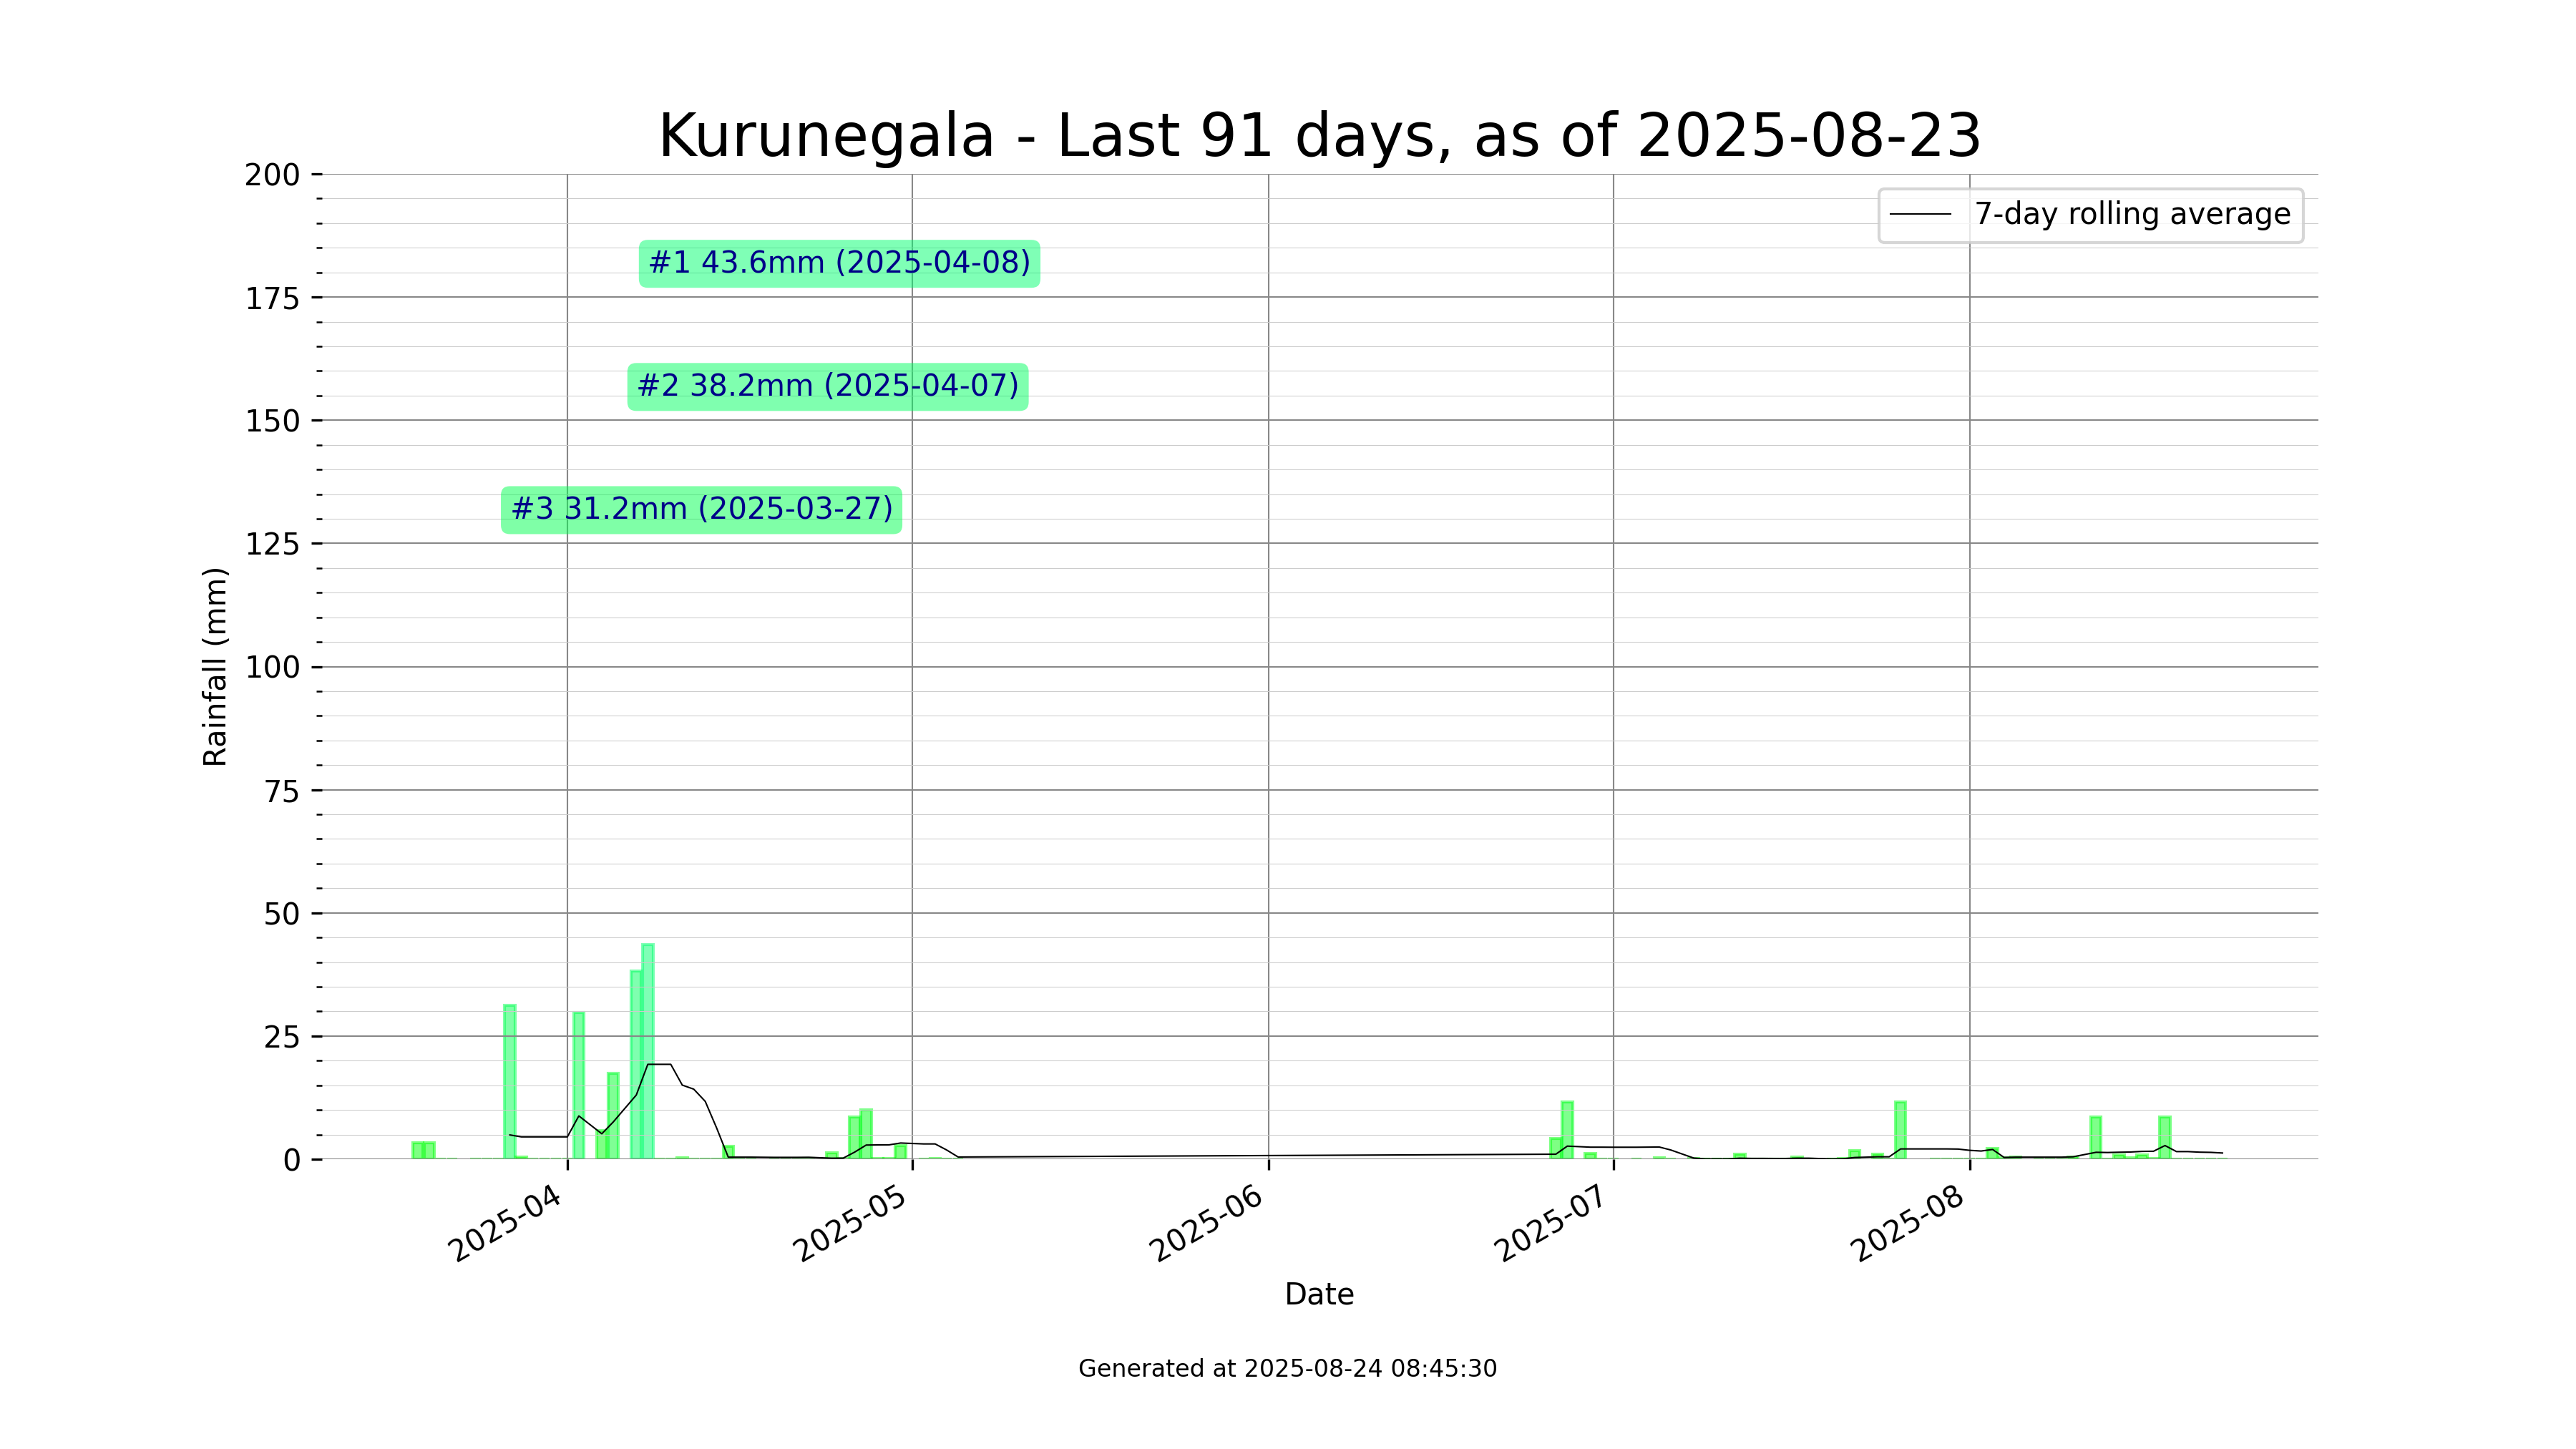 Kurunegala - Last 91 days, as of 2025-08-23
7-day rolling average
#1 43.6mm (2025-04-08)
#2 38.2mm (2025-04-07)
#3 31.2mm (2025-03-27)
Rainfall (mm)
200
175
150
125
100
75
50
25
0
2025-04
2025-05
2025-06
2025-07
2025-08
Date
Generated at 2025-08-24 08:45:30